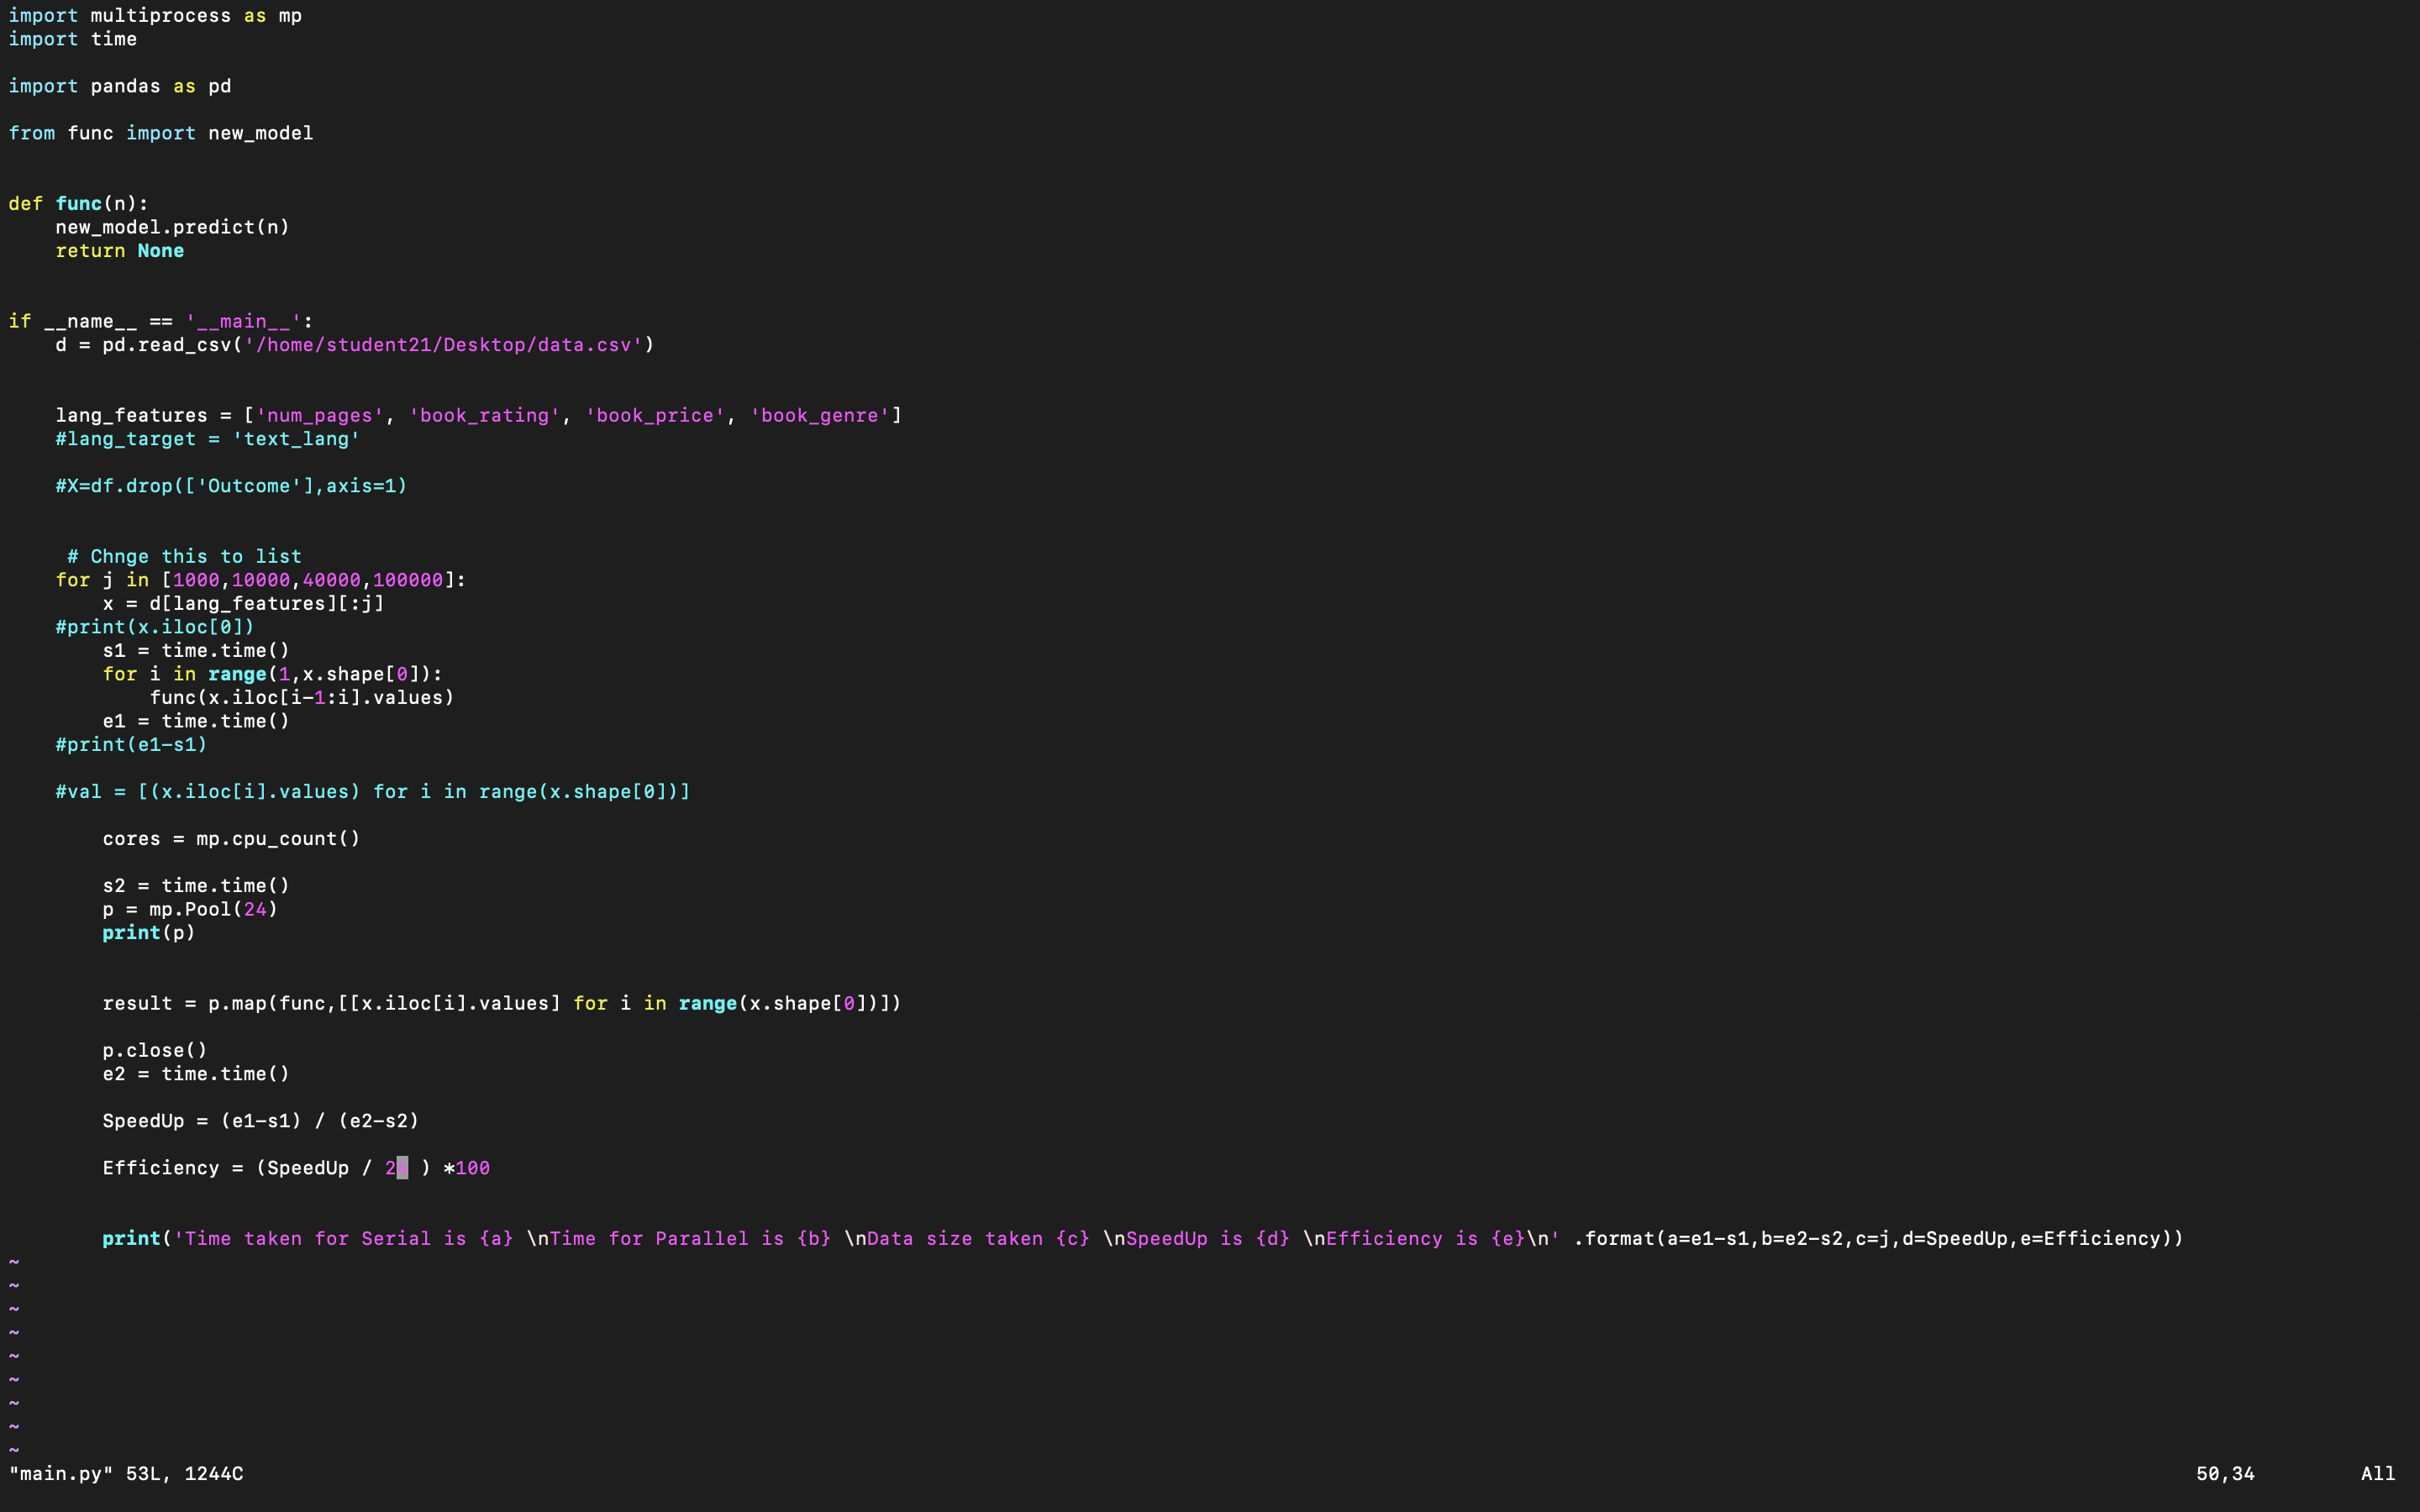 import multiprocess as mp
import time
import pandas as pd
from func import new_model
def func(n):
    new_model.predict(n)
    return None
if __name__ == '__main__':
    d = pd.read_csv('/home/student21/Desktop/data.csv')
    lang_features = ['num_pages', 'book_rating', 'book_price', 'book_genre']
    #lang_target = 'text_lang'
    #X=df.drop(['Outcome'],axis=1)
     # Chnge this to list
    for j in [1000,10000,40000,100000]:
        x = d[lang_features][:j]
    #print(x.iloc[0])
        s1 = time.time()
        for i in range(1,x.shape[0]):
            func(x.iloc[i-1:i].values)
        e1 = time.time()
    #print(e1-s1)
    #val = [(x.iloc[i].values) for i in range(x.shape[0])]
        cores = mp.cpu_count()
        s2 = time.time()
        p = mp.Pool(24)
        print(p)
        result = p.map(func,[[x.iloc[i].values] for i in range(x.shape[0])])
        p.close()
        e2 = time.time()
        SpeedUp = (e1-s1) / (e2-s2)
        Efficiency = (SpeedUp / 24 ) *100
        print('Time taken for Serial is {a} \nTime for Parallel is {b} \nData size taken {c} \nSpeedUp is {d} \nEfficiency is {e}\n' .format(a=e1-s1,b=e2-s2,c=j,d=SpeedUp,e=Efficiency))
~
~
~
~
~
~
~
~
~
"main.py" 53L, 1244C 50,34 All